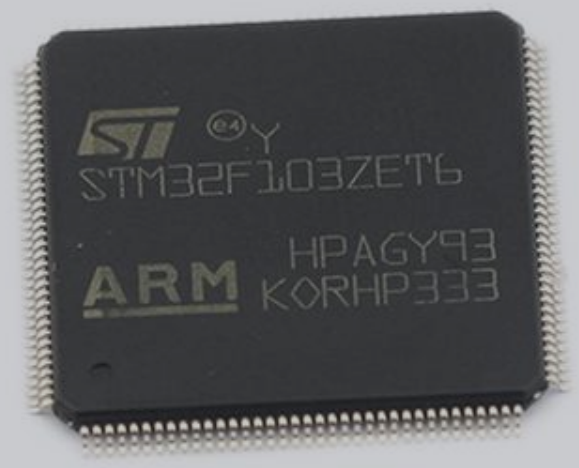 ST e4 Y
STM32F103ZET6
HPAGY93
ARM KORHP333